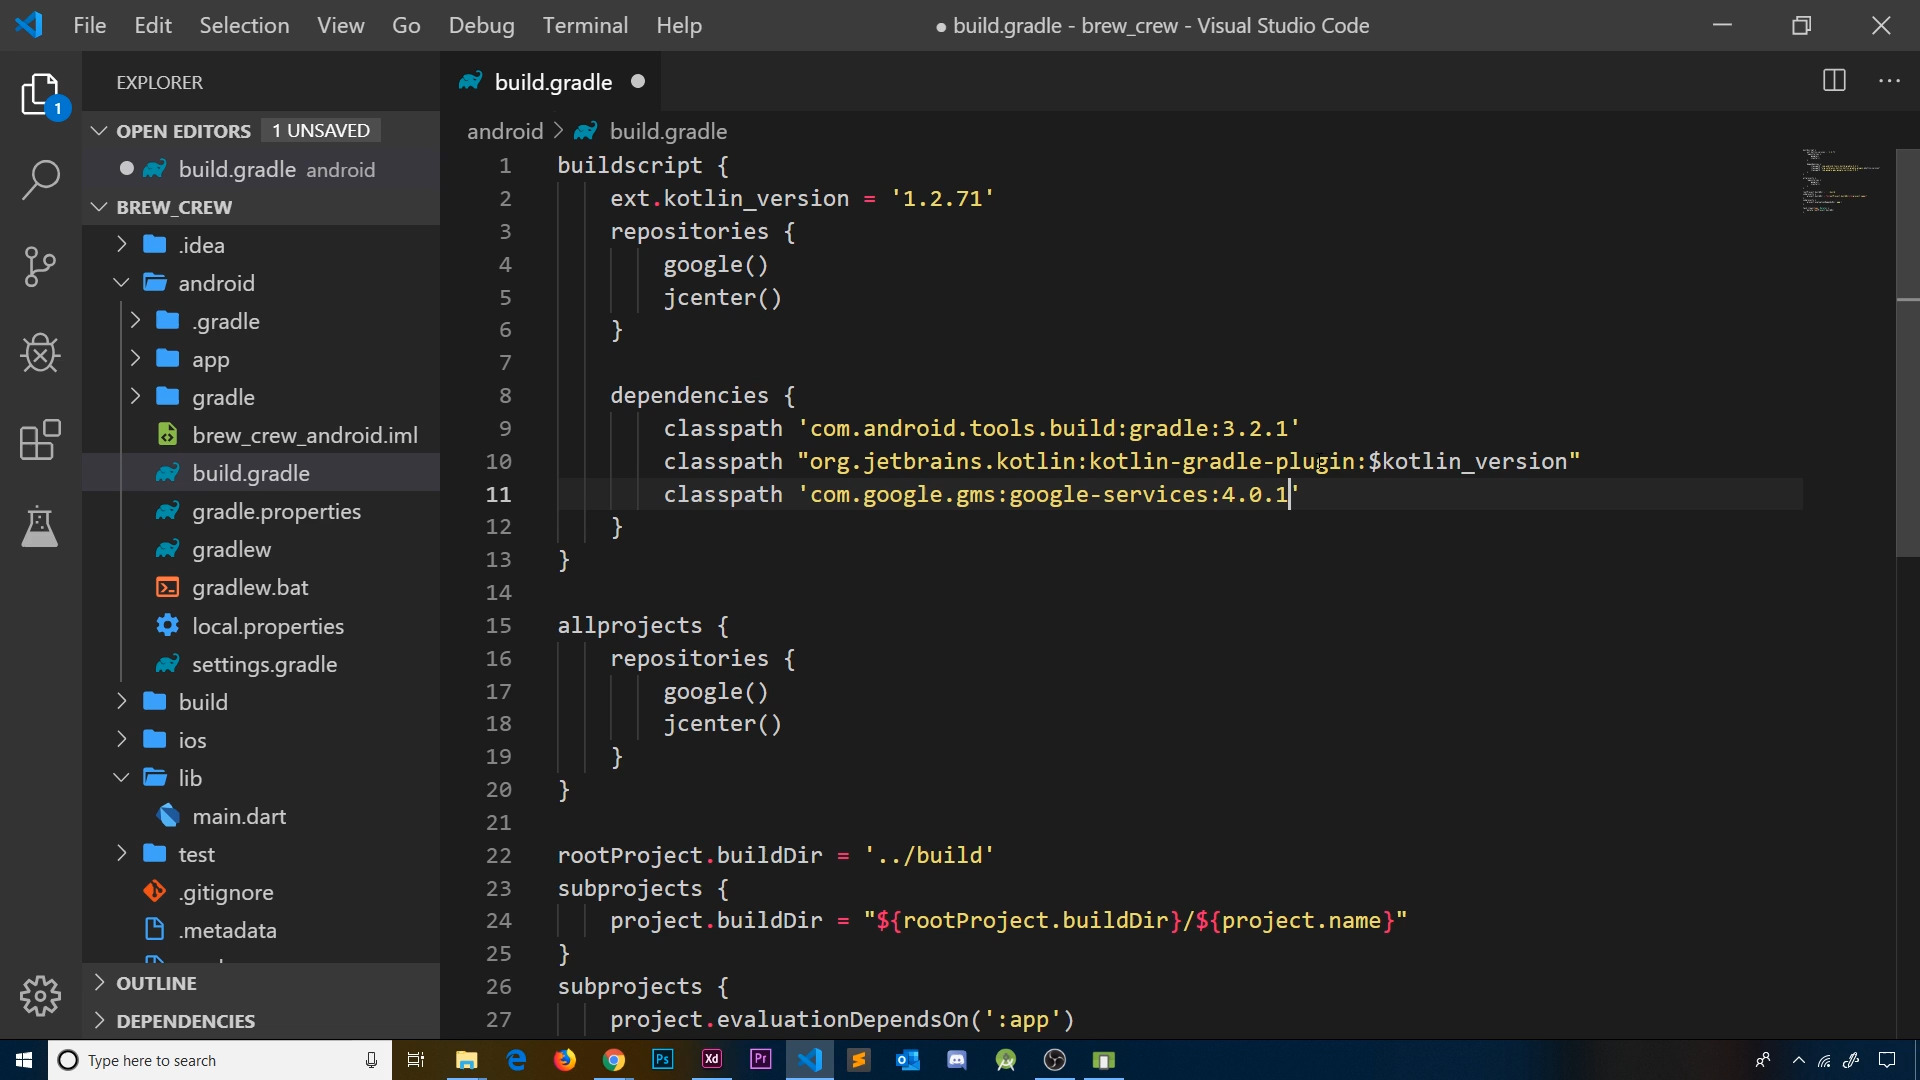 File Edit Selection View Go Debug Terminal Help
● build.gradle - brew_crew - Visual Studio Code
EXPLORER
OPEN EDITORS 1 UNSAVED
build.gradle android
BREW_CREW
.idea
android
.gradle
app
gradle
brew_crew_android.iml
build.gradle
gradle.properties
gradlew
gradlew.bat
local.properties
settings.gradle
build
ios
lib
main.dart
test
.gitignore
.metadata
OUTLINE
DEPENDENCIES
1
build.gradle
android > build.gradle
1 buildscript {
2 ext.kotlin_version = '1.2.71'
3 repositories {
4 google()
5 jcenter()
6 }
7
8 dependencies {
9 classpath 'com.android.tools.build:gradle:3.2.1'
10 classpath "org.jetbrains.kotlin:kotlin-gradle-plugin:$kotlin_version"
11 classpath 'com.google.gms:google-services:4.0.1'
12 }
13 }
14
15 allprojects {
16 repositories {
17 google()
18 jcenter()
19 }
20 }
21
22 rootProject.buildDir = '../build'
23 subprojects {
24 project.buildDir = "${rootProject.buildDir}/${project.name}"
25 }
26 subprojects {
27 project.evaluationDependsOn(':app')
Type here to search
Ps
Xd
Pr